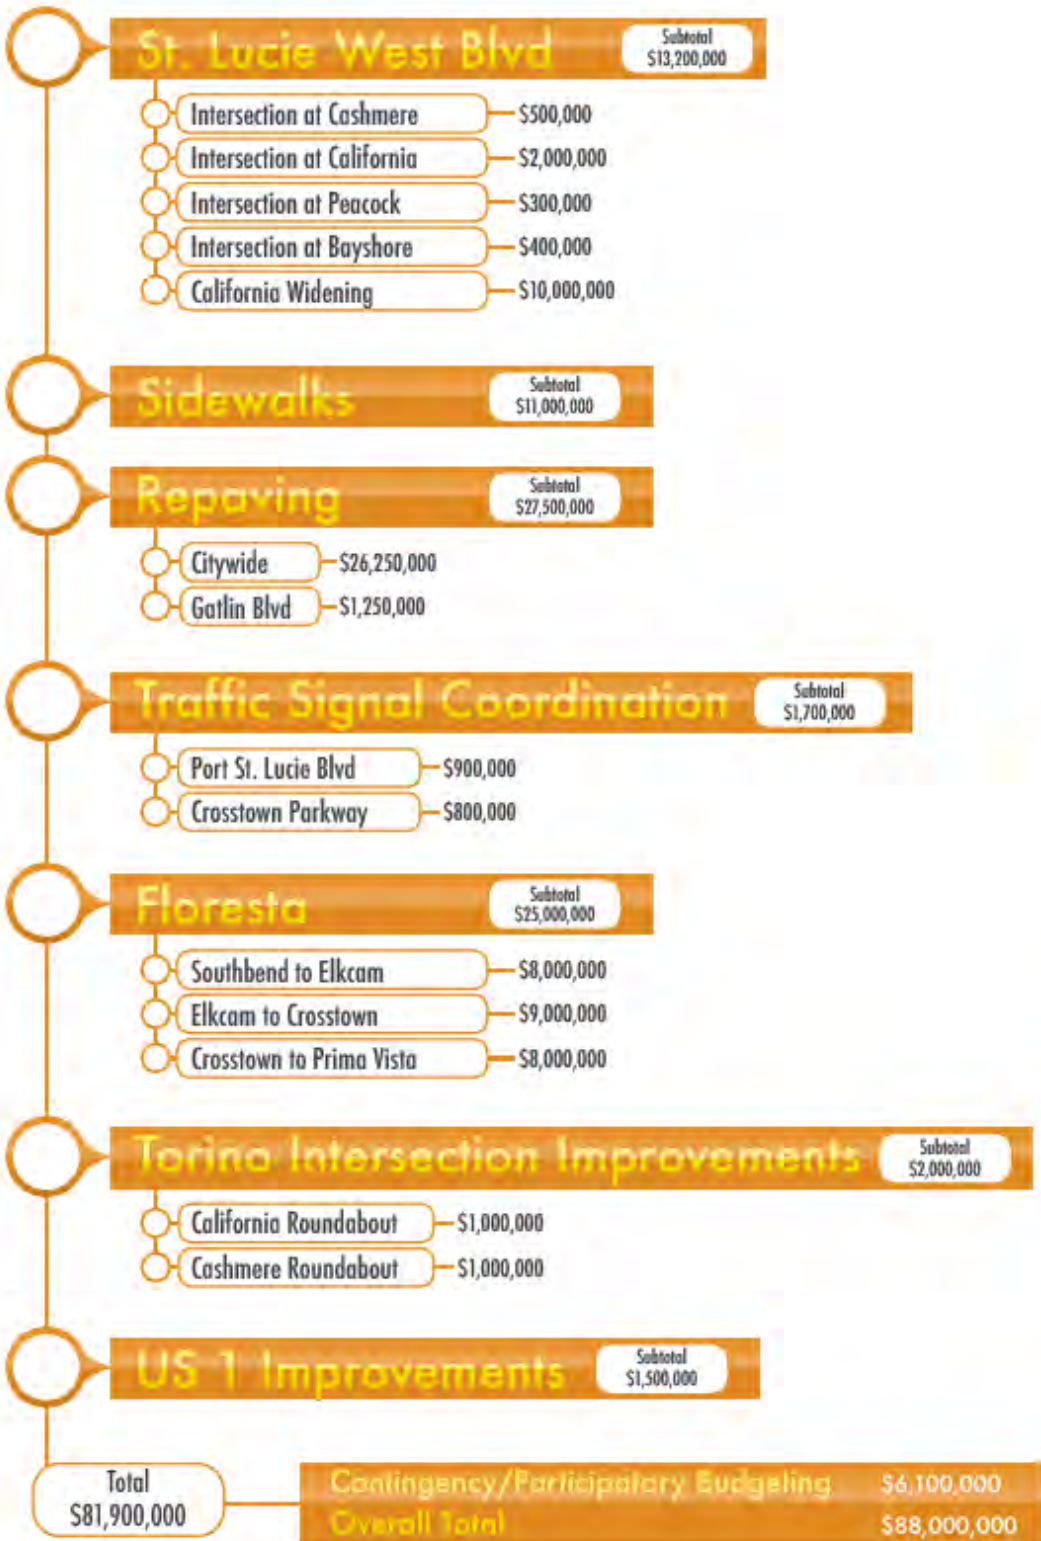 St. Lucie West Blvd
Subtotal
$13,200,000
Intersection at Cashmere $500,000
Intersection at California $2,000,000
Intersection at Peacock $300,000
Intersection at Bayshore $400,000
California Widening $10,000,000
Sidewalks
Subtotal
$11,000,000
Repaving
Subtotal
$27,500,000
Citywide $26,250,000
Gatlin Blvd $1,250,000
Traffic Signal Coordination
Subtotal
$1,700,000
Port St. Lucie Blvd $900,000
Crosstown Parkway $800,000
Floresta
Subtotal
$25,000,000
Southbend to Elkcam $8,000,000
Elkcam to Crosstown $9,000,000
Crosstown to Prima Vista $8,000,000
Torino Intersection Improvements
Subtotal
$2,000,000
California Roundabout $1,000,000
Cashmere Roundabout $1,000,000
US 1 Improvements
Subtotal
$1,500,000
Total
$81,900,000
Contingency/Participatory Budgeting $6,100,000
Overall Total $88,000,000